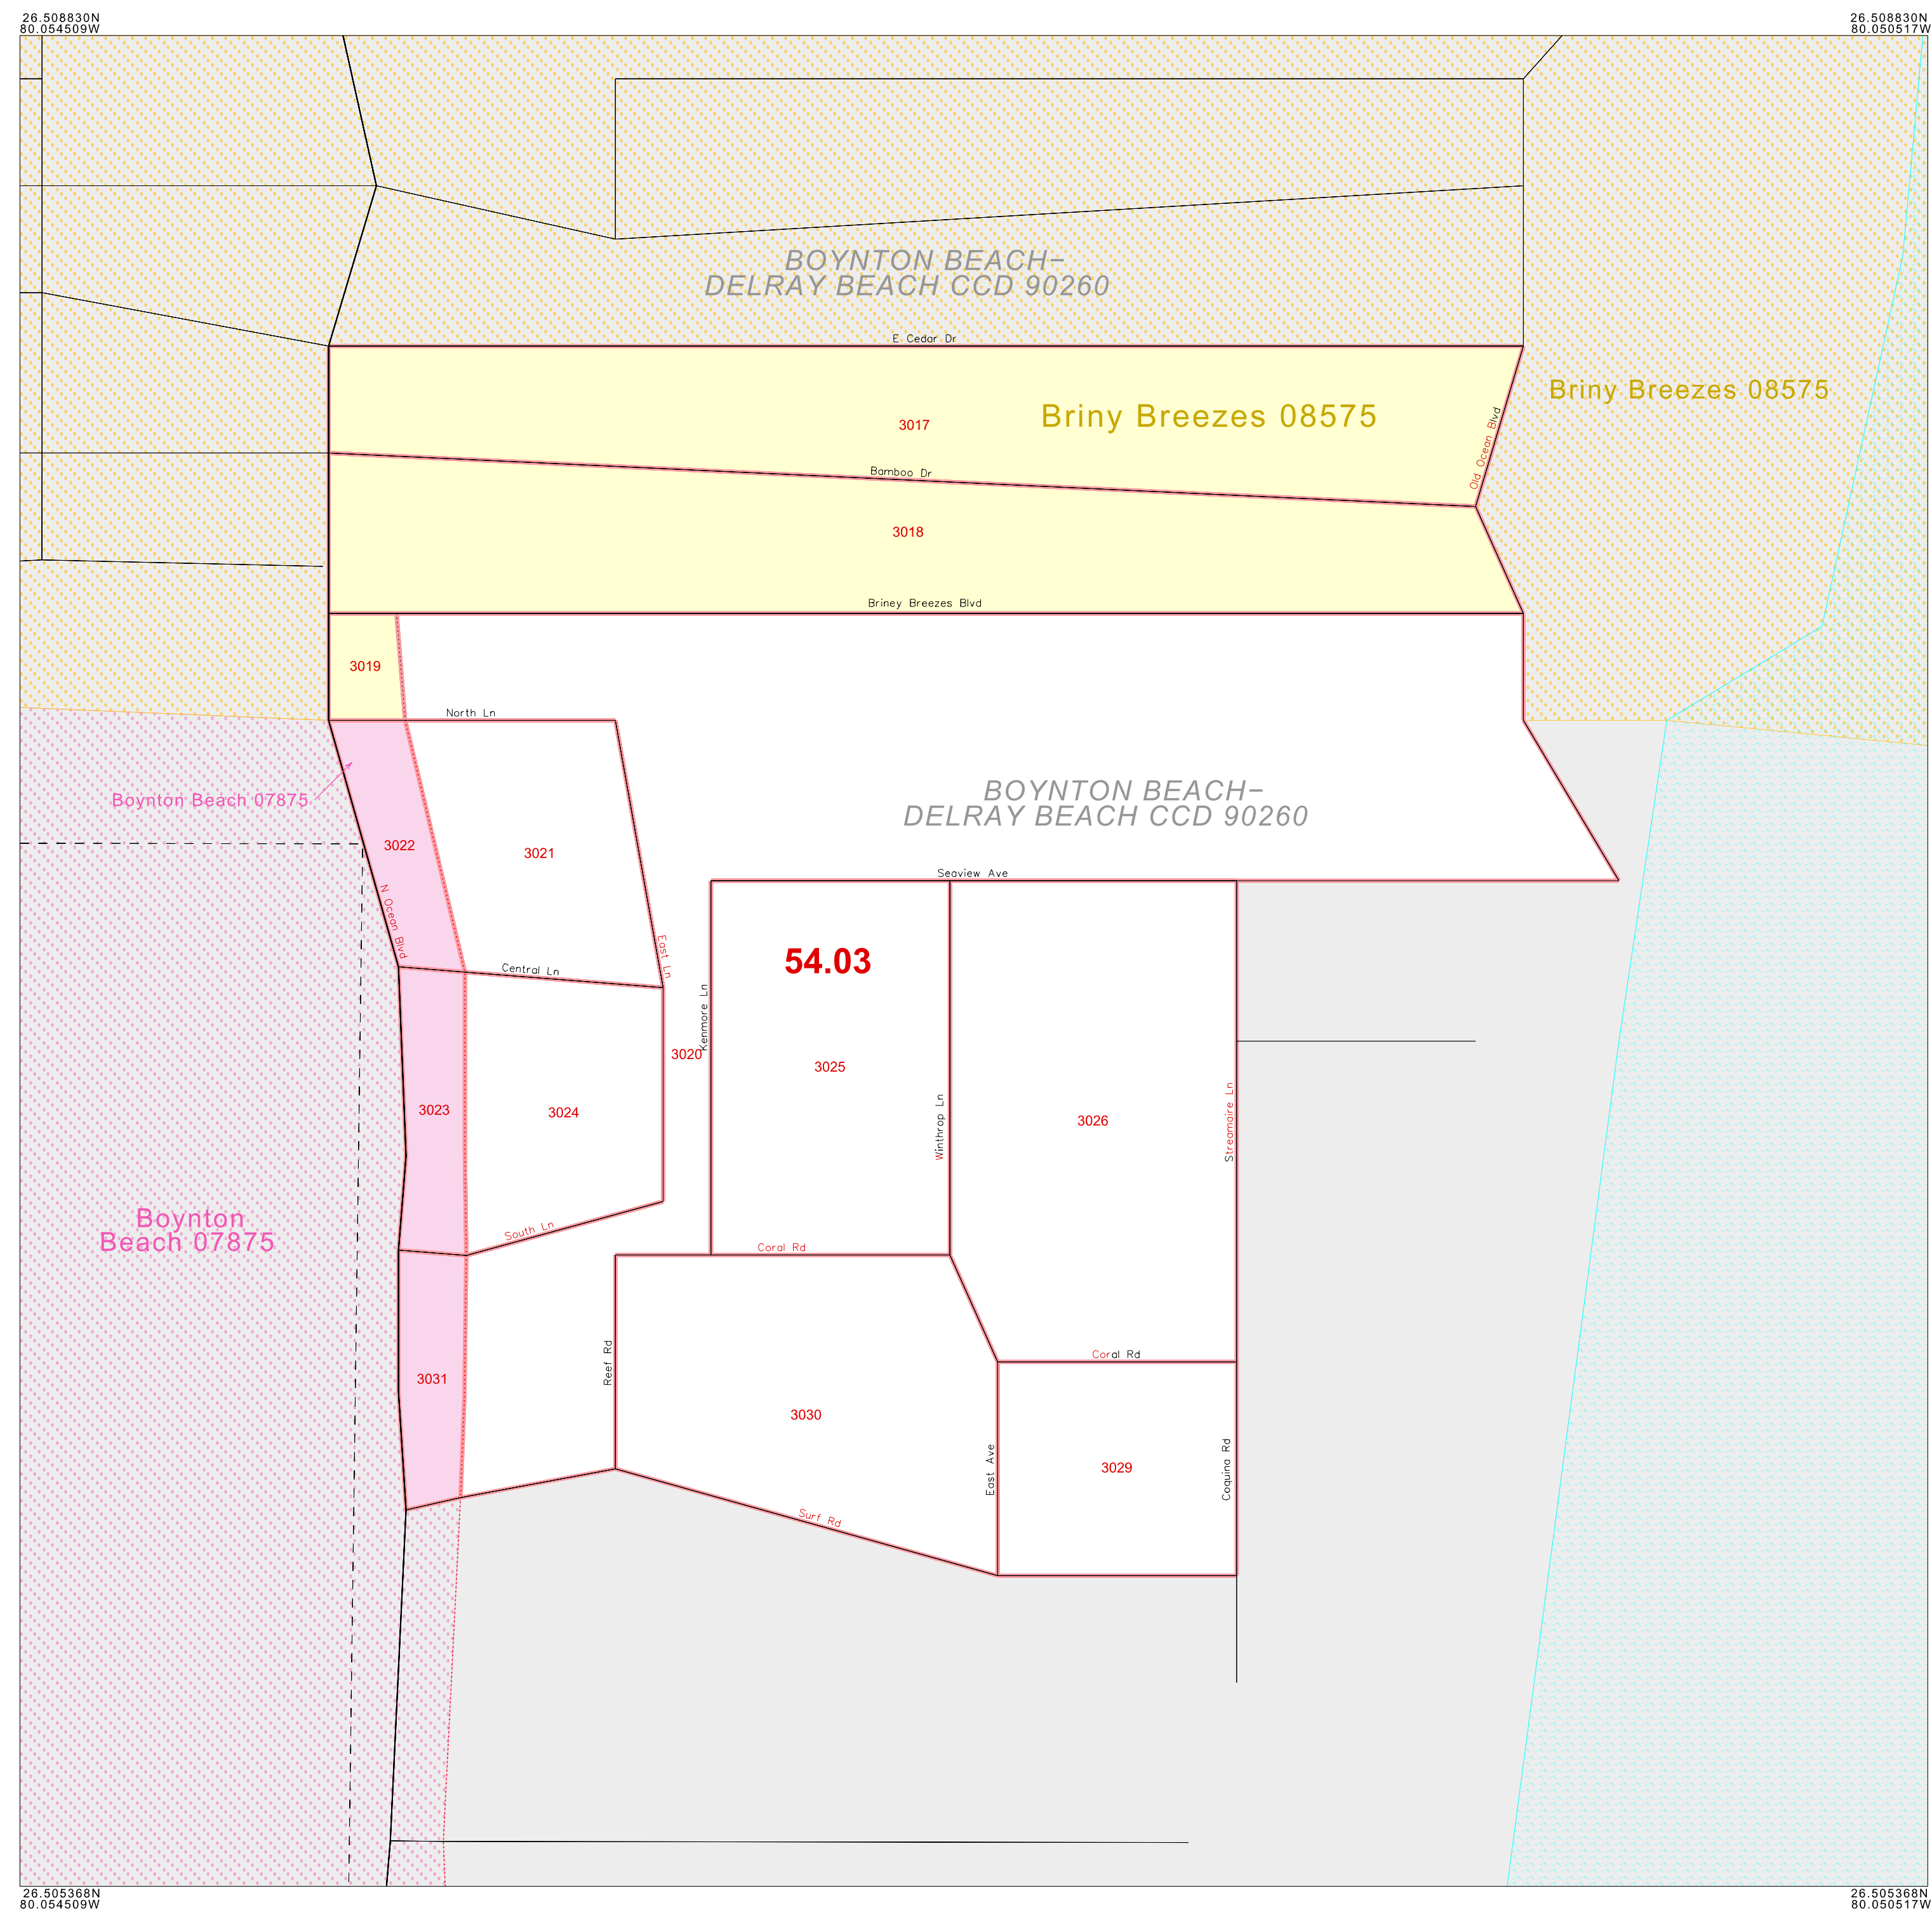 26.508830N
80.054509W
26.508830N
80.050517W
BOYNTON BEACH-
DELRAY BEACH CCD 90260
E Cedar Dr
Briny Breezes 08575
Briny Breezes 08575
3017
Old Ocean Blvd
Bamboo Dr
3018
Briney Breezes Blvd
3019
North Ln
BOYNTON BEACH-
DELRAY BEACH CCD 90260
Boynton Beach 07875
3022
3021
Seaview Ave
N Ocean Blvd
East Ln
54.03
Central Ln
Kenmore Ln
3020
3025
3023
3024
Winthrop Ln
3026
Streamaire Ln
Boynton
Beach 07875
South Ln
Coral Rd
Reef Rd
Coral Rd
3031
3030
East Ave
3029
Coquina Rd
Surf Rd
26.505368N
80.054509W
26.505368N
80.050517W